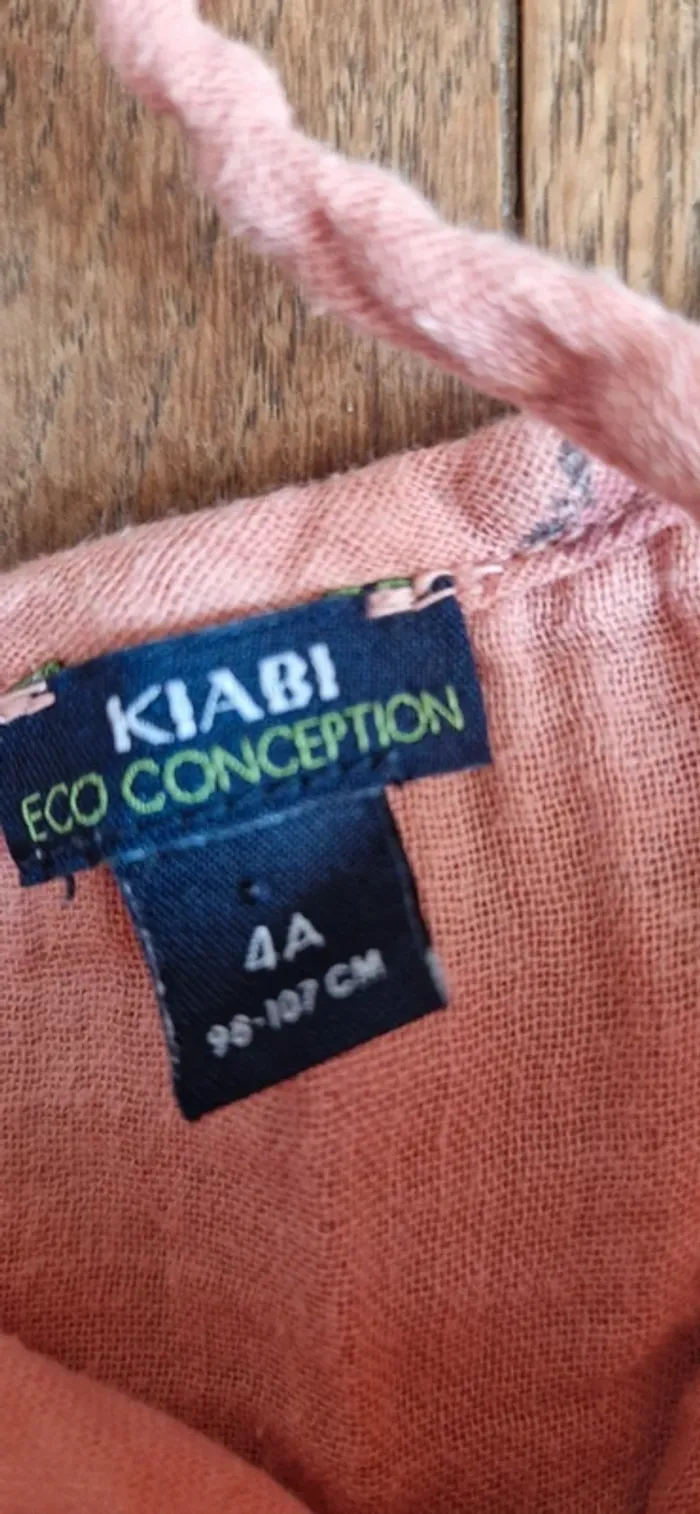 KIABI
ECO CONCEPTION
4A
98-107 CM